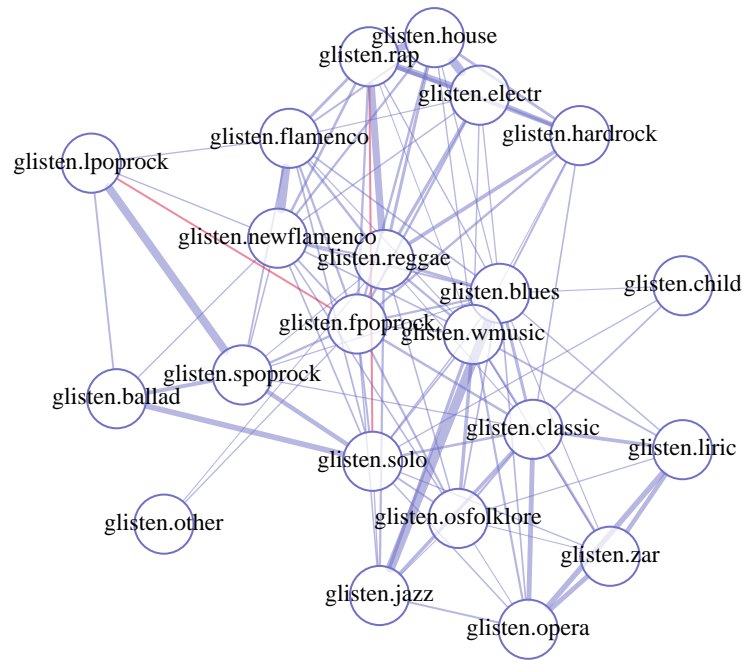 glisten.house
glisten.rap
glisten.electr
glisten.flamenco
glisten.hardrock
glisten.lpoprock
glisten.newflamenco
glisten.reggae
glisten.child
glisten.blues
glisten.fpoprock
glisten.wmusic
glisten.spoprock
glisten.ballad
glisten.classic
glisten.liric
glisten.solo
glisten.osfolklore
glisten.other
glisten.zar
glisten.jazz
glisten.opera